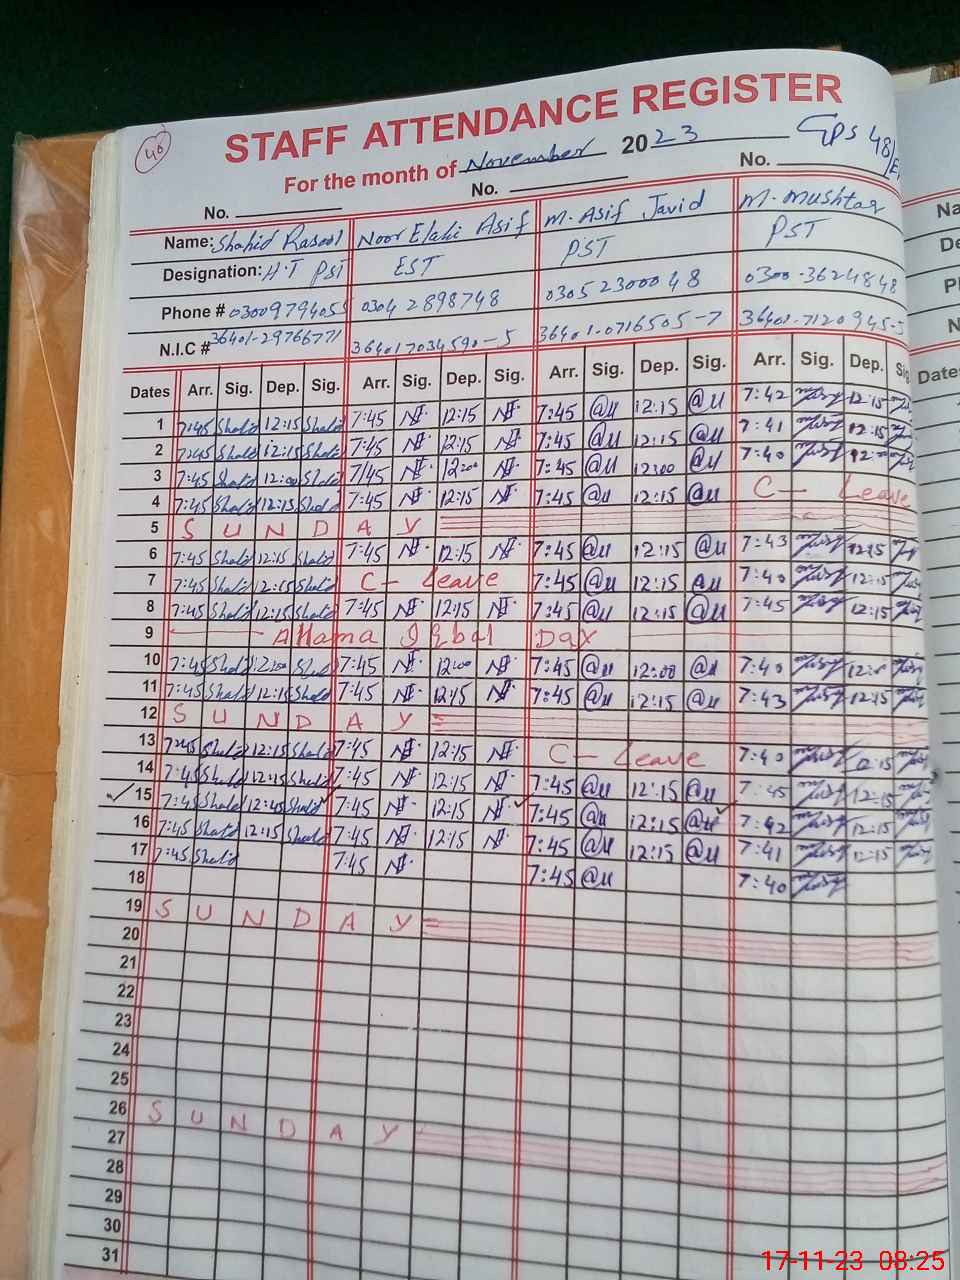 46
STAFF ATTENDANCE REGISTER
For the month of November 2023 GPS 48/
No. No. No.
Name: Shahid Rasool Noor Elahi Asif M. Asif Javid M. Mushtaq
Designation: H.T PST EST PST PST
Phone # 03009794055 0304 2898748 0305 2300048 0300-3624848
N.I.C # 36401-29766771 36401 7034590-5 36401-0716505-7 36401-7120945-5
Dates Arr. Sig. Dep. Sig. Arr. Sig. Dep. Sig. Arr. Sig. Dep. Sig. Arr. Sig. Dep. Si
1 7:45 Shahid 12:15 Shahid 7:45 12:15 7:45 12:15 7:42 12:15
2 7:45 Shahid 12:15 Shahid 7:45 12:15 7:45 12:15 7:41 12:15
3 7:45 Shahid 12:00 Shahid 7:45 12:00 7:45 12:00 7:40 12:00
4 7:45 Shahid 12:15 Shahid 7:45 12:15 7:45 12:15 C- Leave
5 S U N D A Y
6 7:45 Shahid 12:15 Shahid 7:45 12:15 7:45 12:15 7:43 12:15
7 7:45 Shahid 12:15 Shahid C- Leave 7:45 12:15 7:40 12:15
8 7:45 Shahid 12:15 Shahid 7:45 12:15 7:45 12:15 7:45 12:15
9 Allama Iqbal Day
10 7:45 Shahid 12:00 Shahid 7:45 12:00 7:45 12:00 7:40 12:00
11 7:45 Shahid 12:15 Shahid 7:45 12:15 7:45 12:15 7:43 12:15
12 S U N D A Y
13 7:45 Shahid 12:15 Shahid 7:45 12:15 C- Leave 7:40 12:15
14 7:45 Shahid 12:15 Shahid 7:45 12:15 7:45 12:15 7:45 12:15
15 7:45 Shahid 12:45 Shahid 7:45 12:15 7:45 12:15 7:42 12:15
16 7:45 Shahid 12:15 Shahid 7:45 12:15 7:45 12:15 7:41 12:15
17 7:45 Shahid 7:45 7:45 7:40
18
19 S U N D A Y
20
21
22
23
24
25
26 S U N D A Y
27
28
29
30
31
Na
De
Pl
N
Dates
17-11-23 08:25